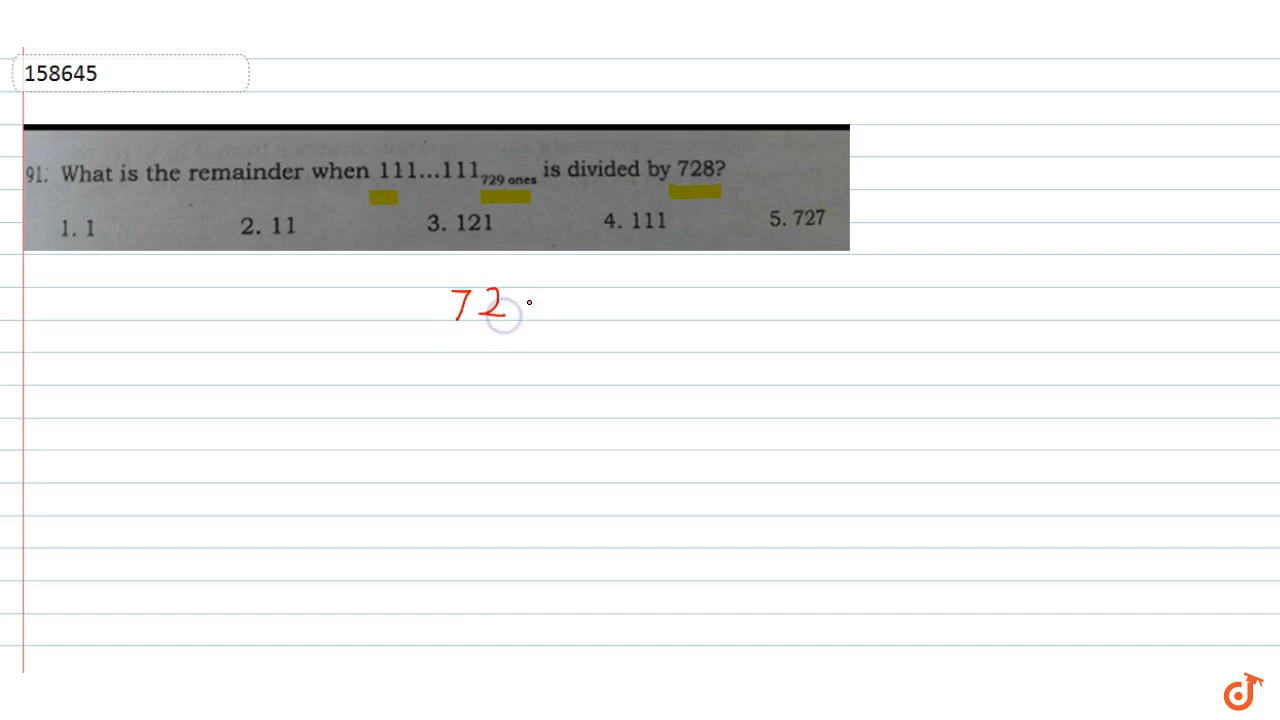 158645
91. What is the remainder when 111...111 729 ones is divided by 728?
1. 1 2. 11 3. 121 4. 111 5. 727
72